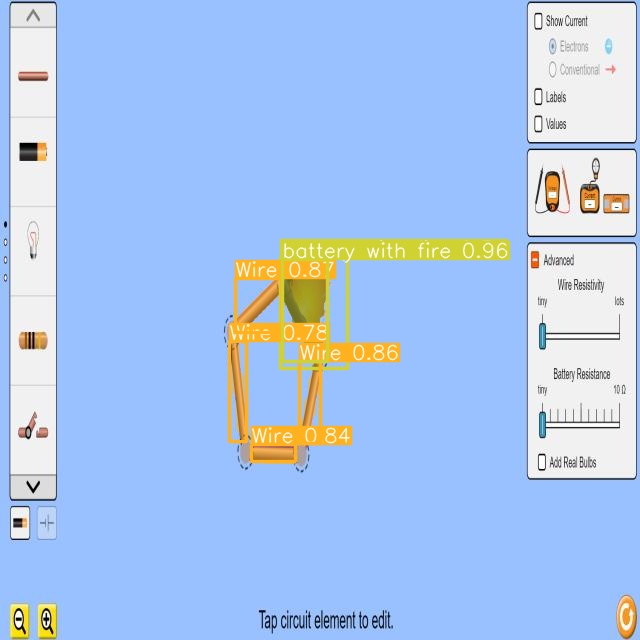 Show Current
Electrons
Conventional
Labels
Values
battery with fire 0.96
Wire 0.87
Wire 0.78
Wire 0.86
Wire 0.84
Advanced
Wire Resistivity
tiny lots
Battery Resistance
tiny 10 Ω
Add Real Bulbs
Tap circuit element to edit.